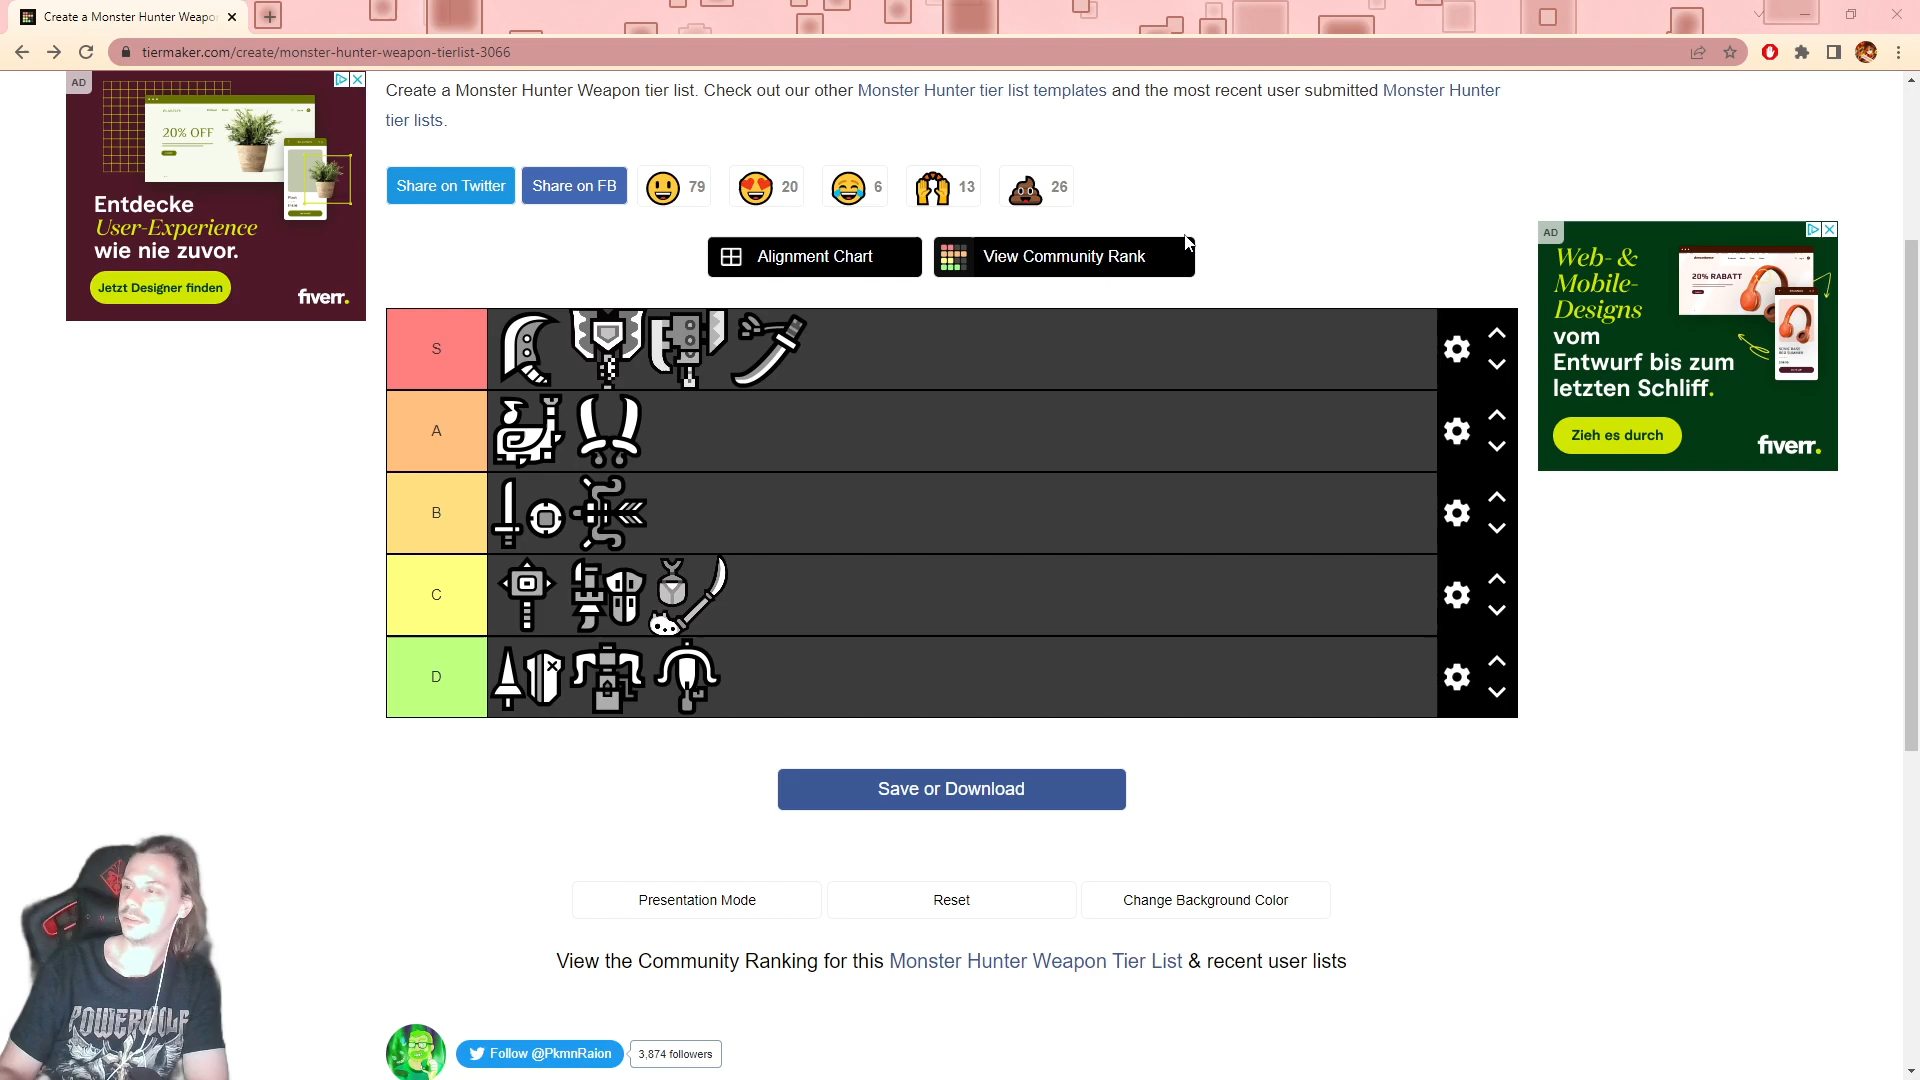 Create a Monster Hunter Weapon
tiermaker.com/create/monster-hunter-weapon-tierlist-3066
AD
20% OFF
Entdecke
User-Experience
wie nie zuvor.
Jetzt Designer finden
fiverr.
Create a Monster Hunter Weapon tier list. Check out our other Monster Hunter tier list templates and the most recent user submitted Monster Hunter
tier lists.
Share on Twitter
Share on FB
79
20
6
13
26
Alignment Chart
View Community Rank
AD
Web- &
Mobile-
Designs
vom
Entwurf bis zum
letzten Schliff.
20% RABATT
Zieh es durch
fiverr.
S
A
B
C
D
Save or Download
Presentation Mode
Reset
Change Background Color
View the Community Ranking for this Monster Hunter Weapon Tier List & recent user lists
Follow @PkmnRaion
3,874 followers
POWERWOLF